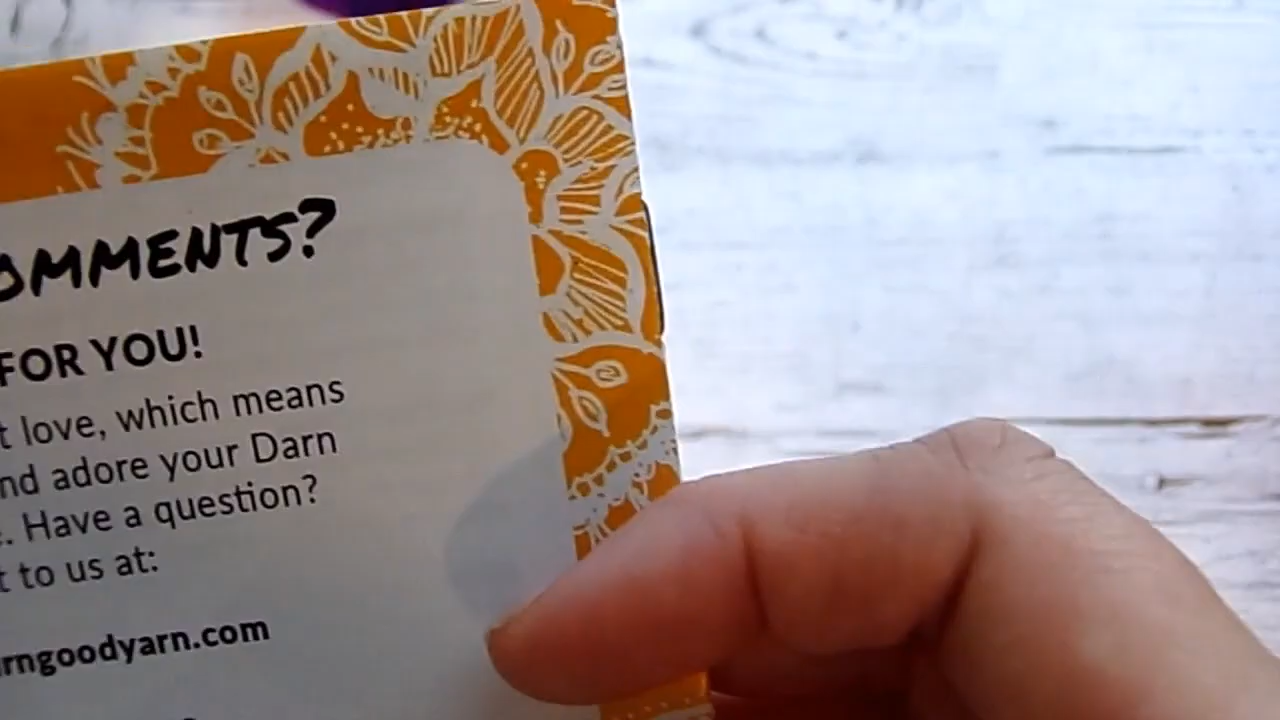 OMMENTS?
FOR YOU!
t love, which means
nd adore your Darn
. Have a question?
t to us at:
rngoodyarn.com